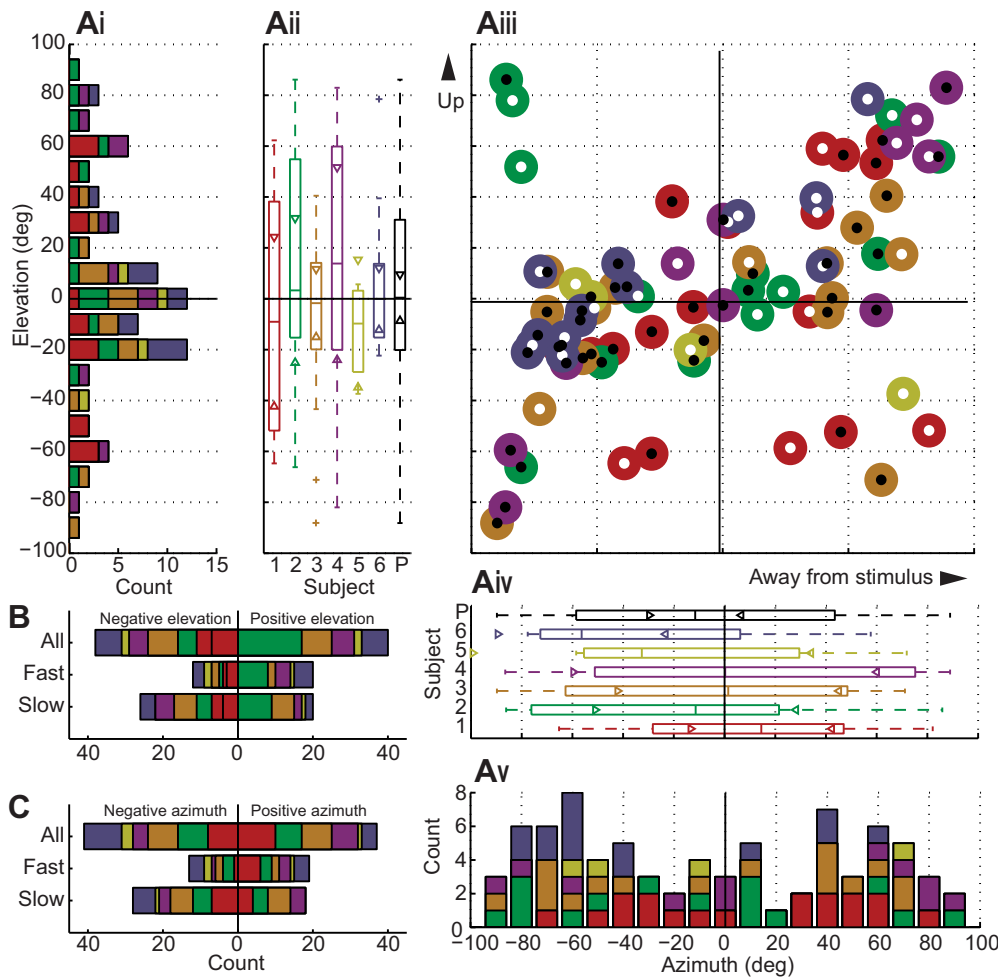 Ai
Aii
Aiii
100
80
60
40
20
0
−20
−40
−60
−80
−100
Elevation (deg)
0 5 10 15
Count
1 2 3 4 5 6 P
Subject
Up
Away from stimulus
Aiv
P
6
5
4
3
2
1
Subject
B
Negative elevation Positive elevation
All
Fast
Slow
40 20 0 20 40
C
Negative azimuth Positive azimuth
All
Fast
Slow
40 20 0 20 40
Count
Av
8
6
4
2
0
Count
−100 −80 −60 −40 −20 0 20 40 60 80 100
Azimuth (deg)